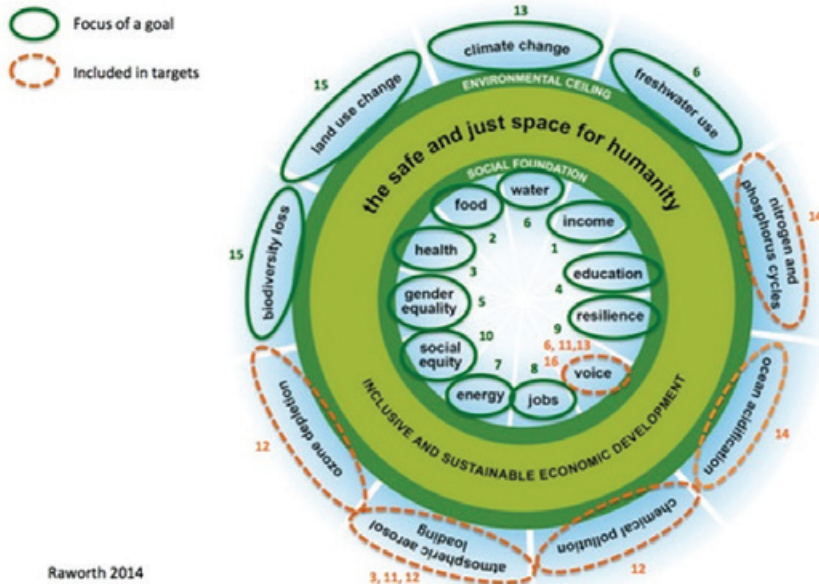 Focus of a goal
Included in targets
13
climate change
6
freshwater use
14
nitrogen and
phosphorus cycles
14
ocean acidification
12
chemical pollution
3, 11, 12
atmospheric aerosol
loading
12
ozone depletion
15
biodiversity loss
15
land use change
ENVIRONMENTAL CEILING
the safe and just space for humanity
SOCIAL FOUNDATION
water
6
income
1
education
4
resilience
9
6, 11,13
16
voice
jobs
8
energy
7
social
equity
10
gender
equality
5
health
3
food
2
INCLUSIVE AND SUSTAINABLE ECONOMIC DEVELOPMENT
Raworth 2014